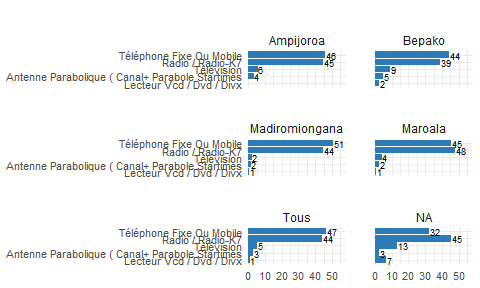 Ampijoroa Bepako
Téléphone Fixe Ou Mobile 46 44
Radio / Radio-K7 45 39
Télévision 6 9
Antenne Parabolique ( Canal+ Parabole Startimes 4 5
Lecteur Vcd / Dvd / Divx 2
Madiromiongana Maroala
Téléphone Fixe Ou Mobile 51 45
Radio / Radio-K7 44 48
Télévision 2 4
Antenne Parabolique ( Canal+ Parabole Startimes 2 2
Lecteur Vcd / Dvd / Divx 1 1
Tous NA
Téléphone Fixe Ou Mobile 47 32
Radio / Radio-K7 44 45
Télévision 5 13
Antenne Parabolique ( Canal+ Parabole Startimes 3 3
Lecteur Vcd / Dvd / Divx 1 7
0 10 20 30 40 50 0 10 20 30 40 50